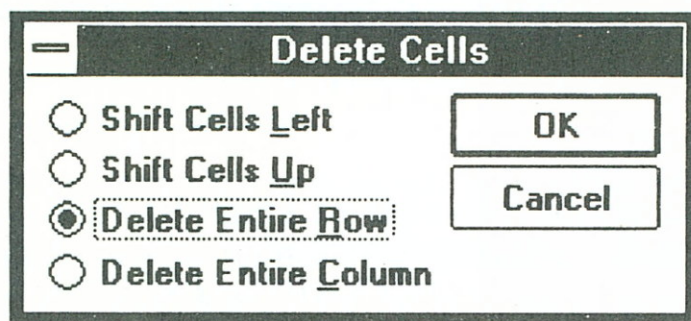 Delete Cells
Shift Cells Left
Shift Cells Up
Delete Entire Row
Delete Entire Column
OK
Cancel